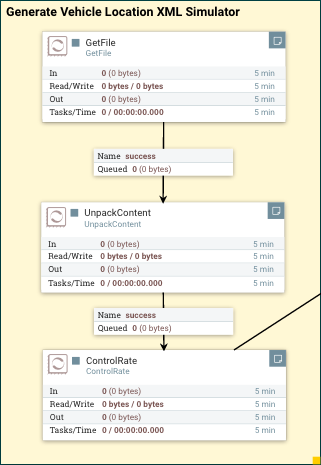 Generate Vehicle Location XML Simulator
GetFile
GetFile
In 0 (0 bytes) 5 min
Read/Write 0 bytes / 0 bytes 5 min
Out 0 (0 bytes) 5 min
Tasks/Time 0 / 00:00:00.000 5 min
Name success
Queued 0 (0 bytes)
UnpackContent
UnpackContent
In 0 (0 bytes) 5 min
Read/Write 0 bytes / 0 bytes 5 min
Out 0 (0 bytes) 5 min
Tasks/Time 0 / 00:00:00.000 5 min
Name success
Queued 0 (0 bytes)
ControlRate
ControlRate
In 0 (0 bytes) 5 min
Read/Write 0 bytes / 0 bytes 5 min
Out 0 (0 bytes) 5 min
Tasks/Time 0 / 00:00:00.000 5 min